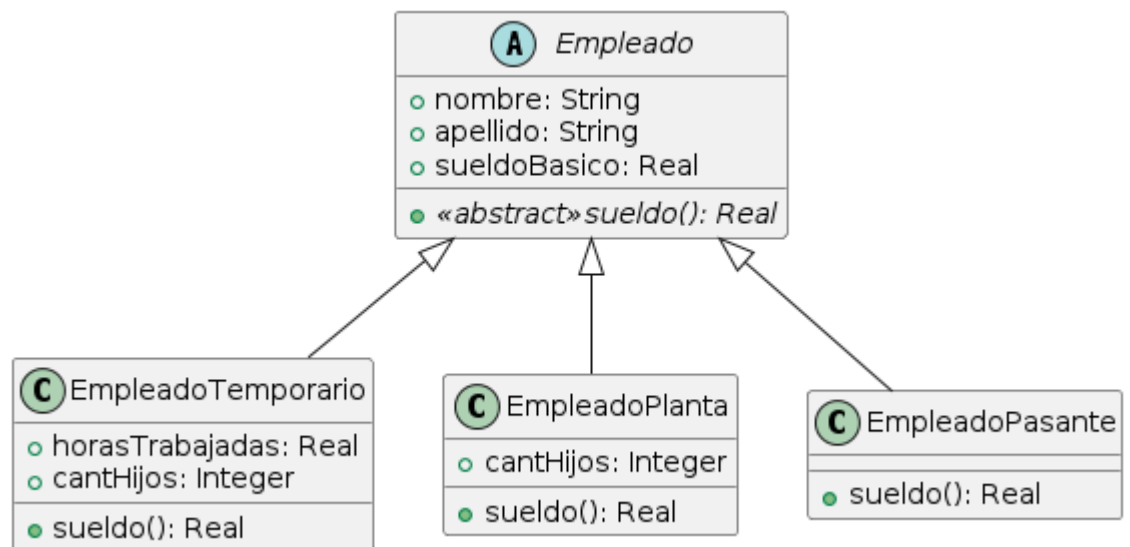 A Empleado
nombre: String
apellido: String
sueldoBasico: Real
«abstract»sueldo(): Real
C EmpleadoTemporario
horasTrabajadas: Real
cantHijos: Integer
sueldo(): Real
C EmpleadoPlanta
cantHijos: Integer
sueldo(): Real
C EmpleadoPasante
sueldo(): Real